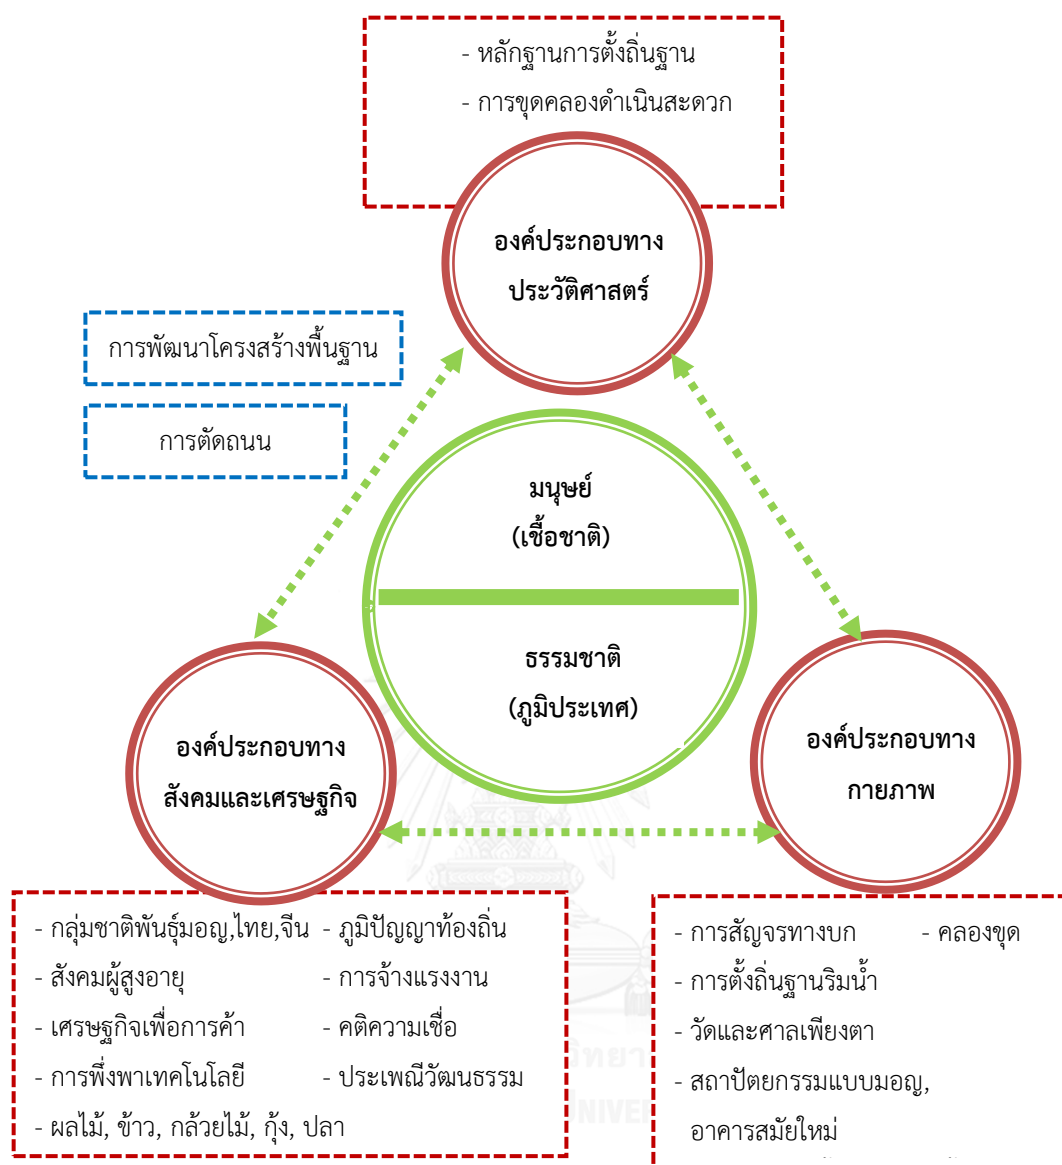 - หลักฐานการตั้งถิ่นฐาน
- การขุดคลองดำเนินสะดวก
องค์ประกอบทาง
ประวัติศาสตร์
การพัฒนาโครงสร้างพื้นฐาน
การตัดถนน
มนุษย์
(เชื้อชาติ)
ธรรมชาติ
(ภูมิประเทศ)
องค์ประกอบทาง
สังคมและเศรษฐกิจ
องค์ประกอบทาง
กายภาพ
- กลุ่มชาติพันธุ์มอญ,ไทย,จีน - ภูมิปัญญาท้องถิ่น
- สังคมผู้สูงอายุ - การจ้างแรงงาน
- เศรษฐกิจเพื่อการค้า - คติความเชื่อ
- การพึ่งพาเทคโนโลยี - ประเพณีวัฒนธรรม
- ผลไม้, ข้าว, กล้วยไม้, กุ้ง, ปลา
- การสัญจรทางบก - คลองขุด
- การตั้งถิ่นฐานริมน้ำ
- วัดและศาลเพียงตา
- สถาปัตยกรรมแบบมอญ,
อาคารสมัยใหม่